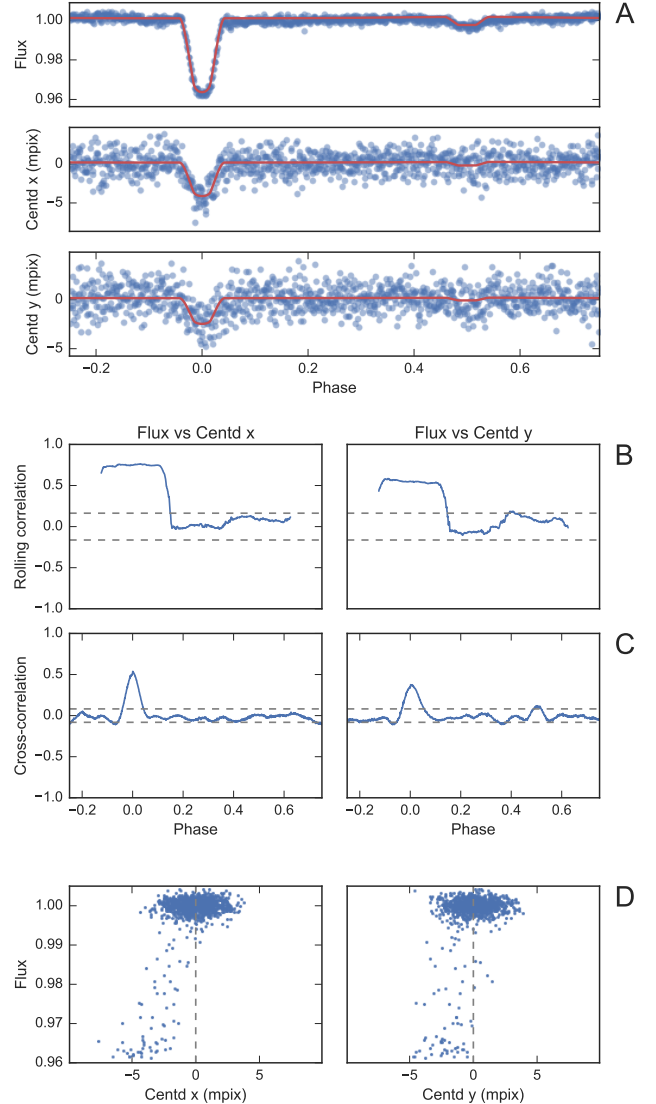 A
1.00
0.98
0.96
Flux
0
−5
Centd x (mpix)
0
−5
Centd y (mpix)
−0.2 0.0 0.2 0.4 0.6
Phase
Flux vs Centd x Flux vs Centd y
B
1.0
0.5
0.0
−0.5
−1.0
Rolling correlation
C
1.0
0.5
0.0
−0.5
−1.0
Cross-correlation
−0.2 0.0 0.2 0.4 0.6 −0.2 0.0 0.2 0.4 0.6
Phase Phase
D
1.00
0.99
0.98
0.97
0.96
Flux
−5 0 5 −5 0 5
Centd x (mpix) Centd y (mpix)